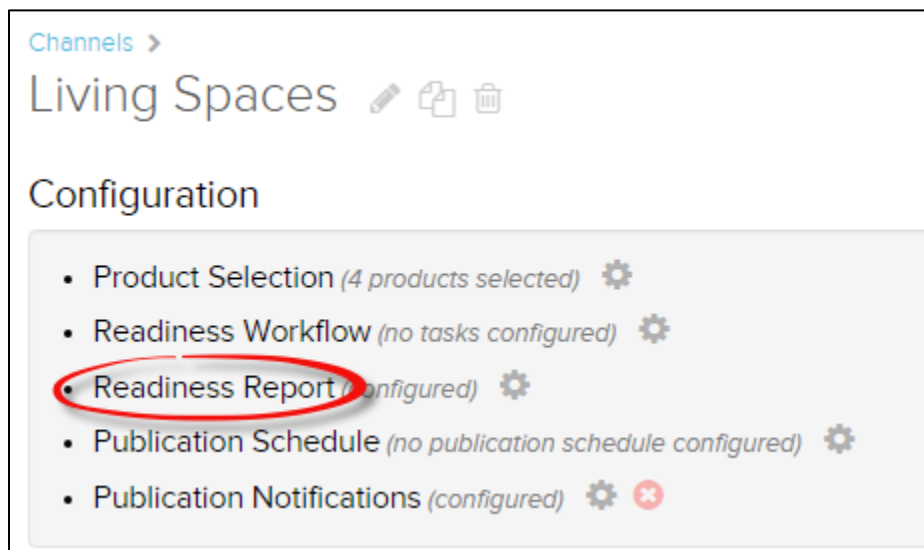 Channels >
Living Spaces
Configuration
• Product Selection (4 products selected)
• Readiness Workflow (no tasks configured)
• Readiness Report (configured)
• Publication Schedule (no publication schedule configured)
• Publication Notifications (configured)